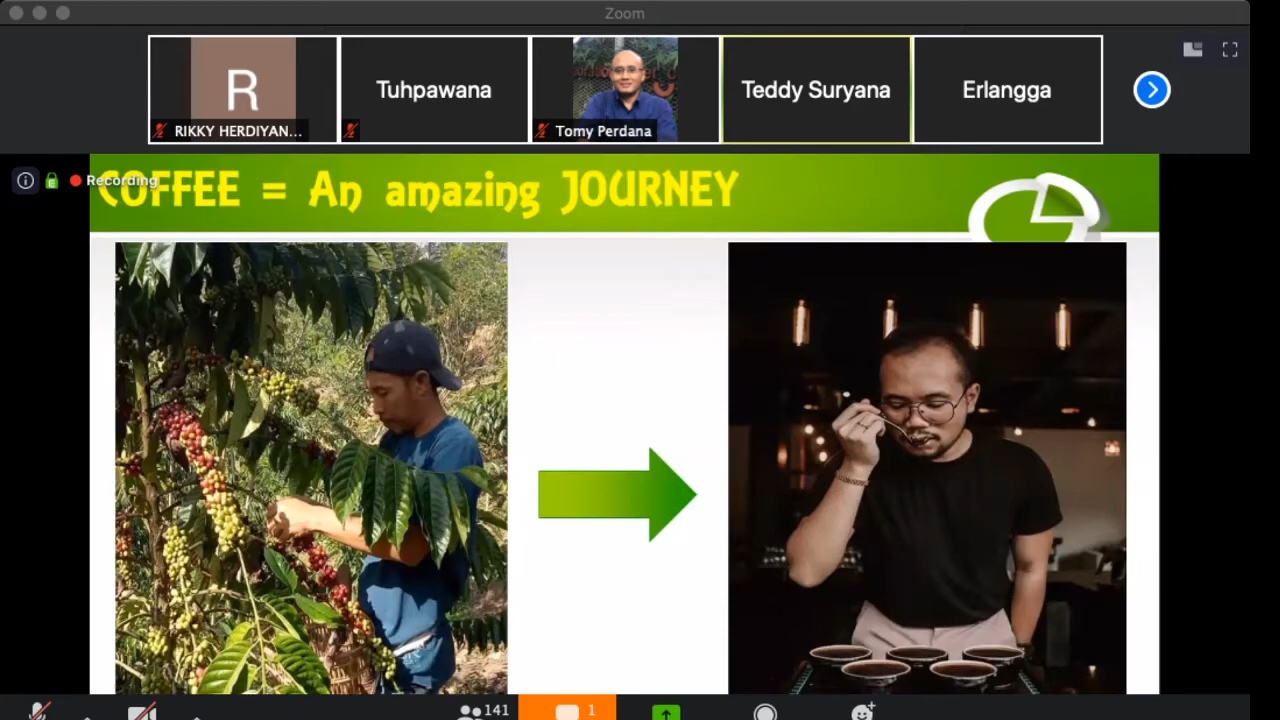 Zoom
R
RIKKY HERDIYAN...
Tuhpawana
Tomy Perdana
Teddy Suryana
Erlangga
Recording
COFFEE = An amazing JOURNEY
141
1